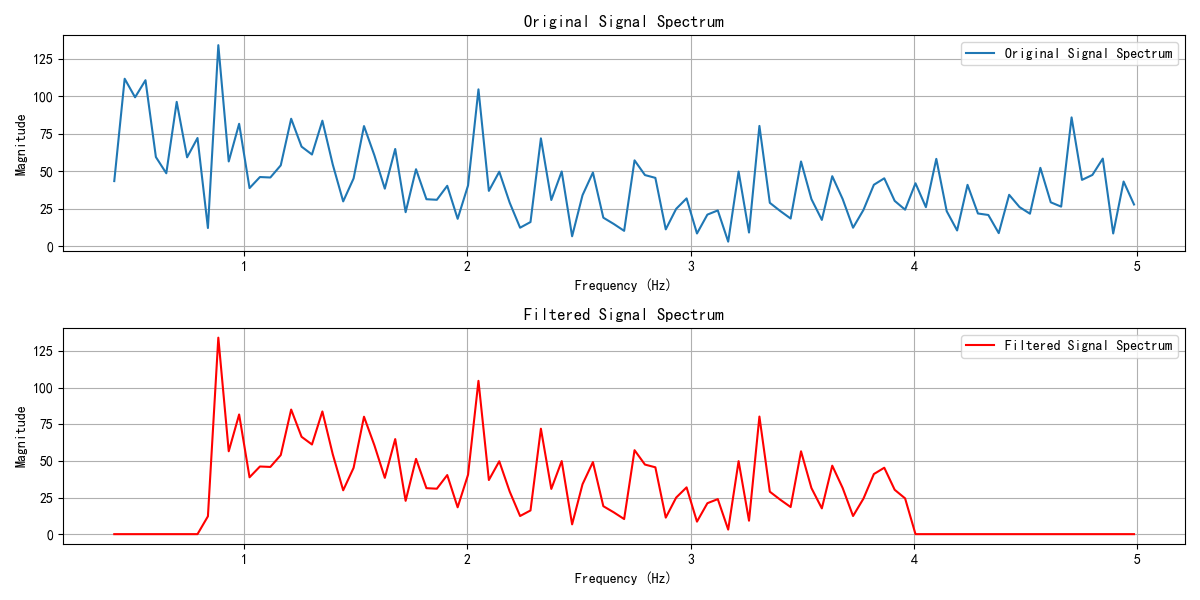 Original Signal Spectrum
Original Signal Spectrum
Magnitude
125
100
75
50
25
0
1
2
3
4
5
Frequency (Hz)
Filtered Signal Spectrum
Filtered Signal Spectrum
Magnitude
125
100
75
50
25
0
1
2
3
4
5
Frequency (Hz)